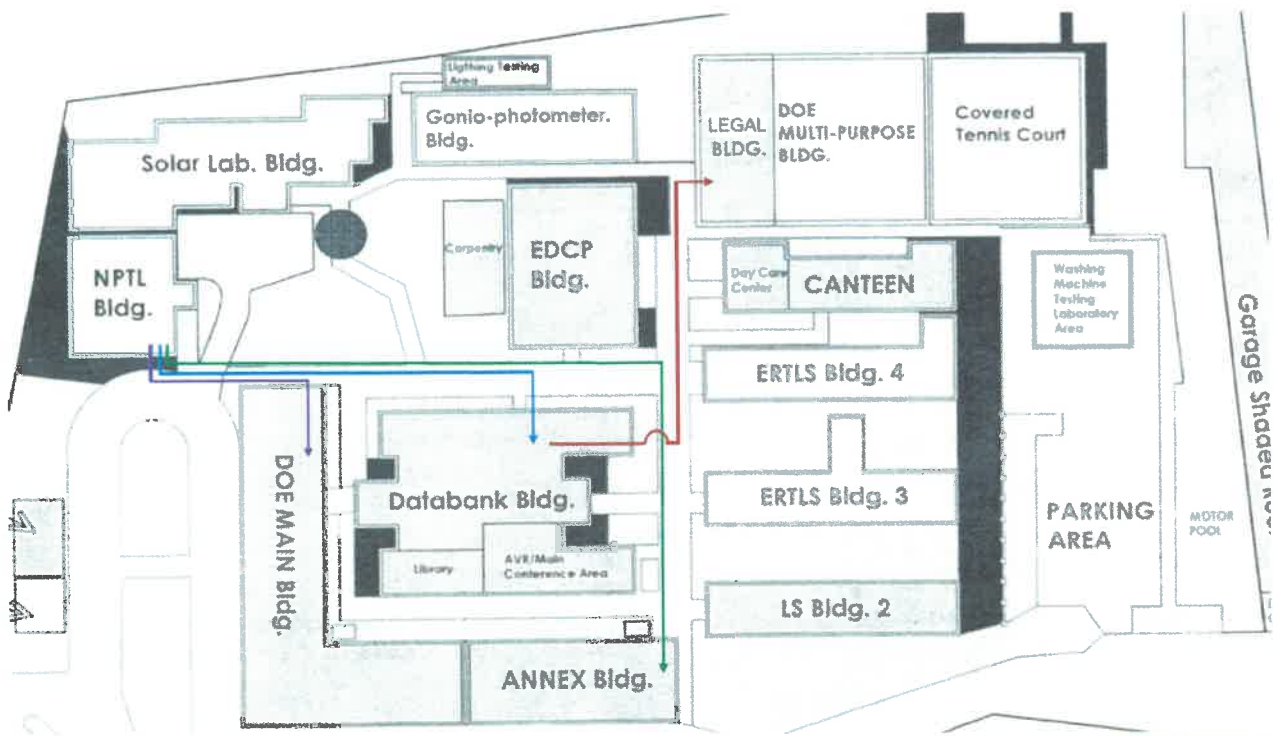 Lighting Testing
Area
Gonio-photometer.
Bldg.
Solar Lab. Bldg.
LEGAL
BLDG.
DOE
MULTI-PURPOSE
BLDG.
Covered
Tennis Court
NPTL
Bldg.
Carpentry
EDCP
Bldg.
Day Care
Center
CANTEEN
Washing
Machine
Testing
Laboratory
Area
ERTLS Bldg. 4
DOE MAIN Bldg.
Databank Bldg.
ERTLS Bldg. 3
PARKING
AREA
MOTOR
POOL
Library
AVR/Main
Conference Area
LS Bldg. 2
ANNEX Bldg.
Garage